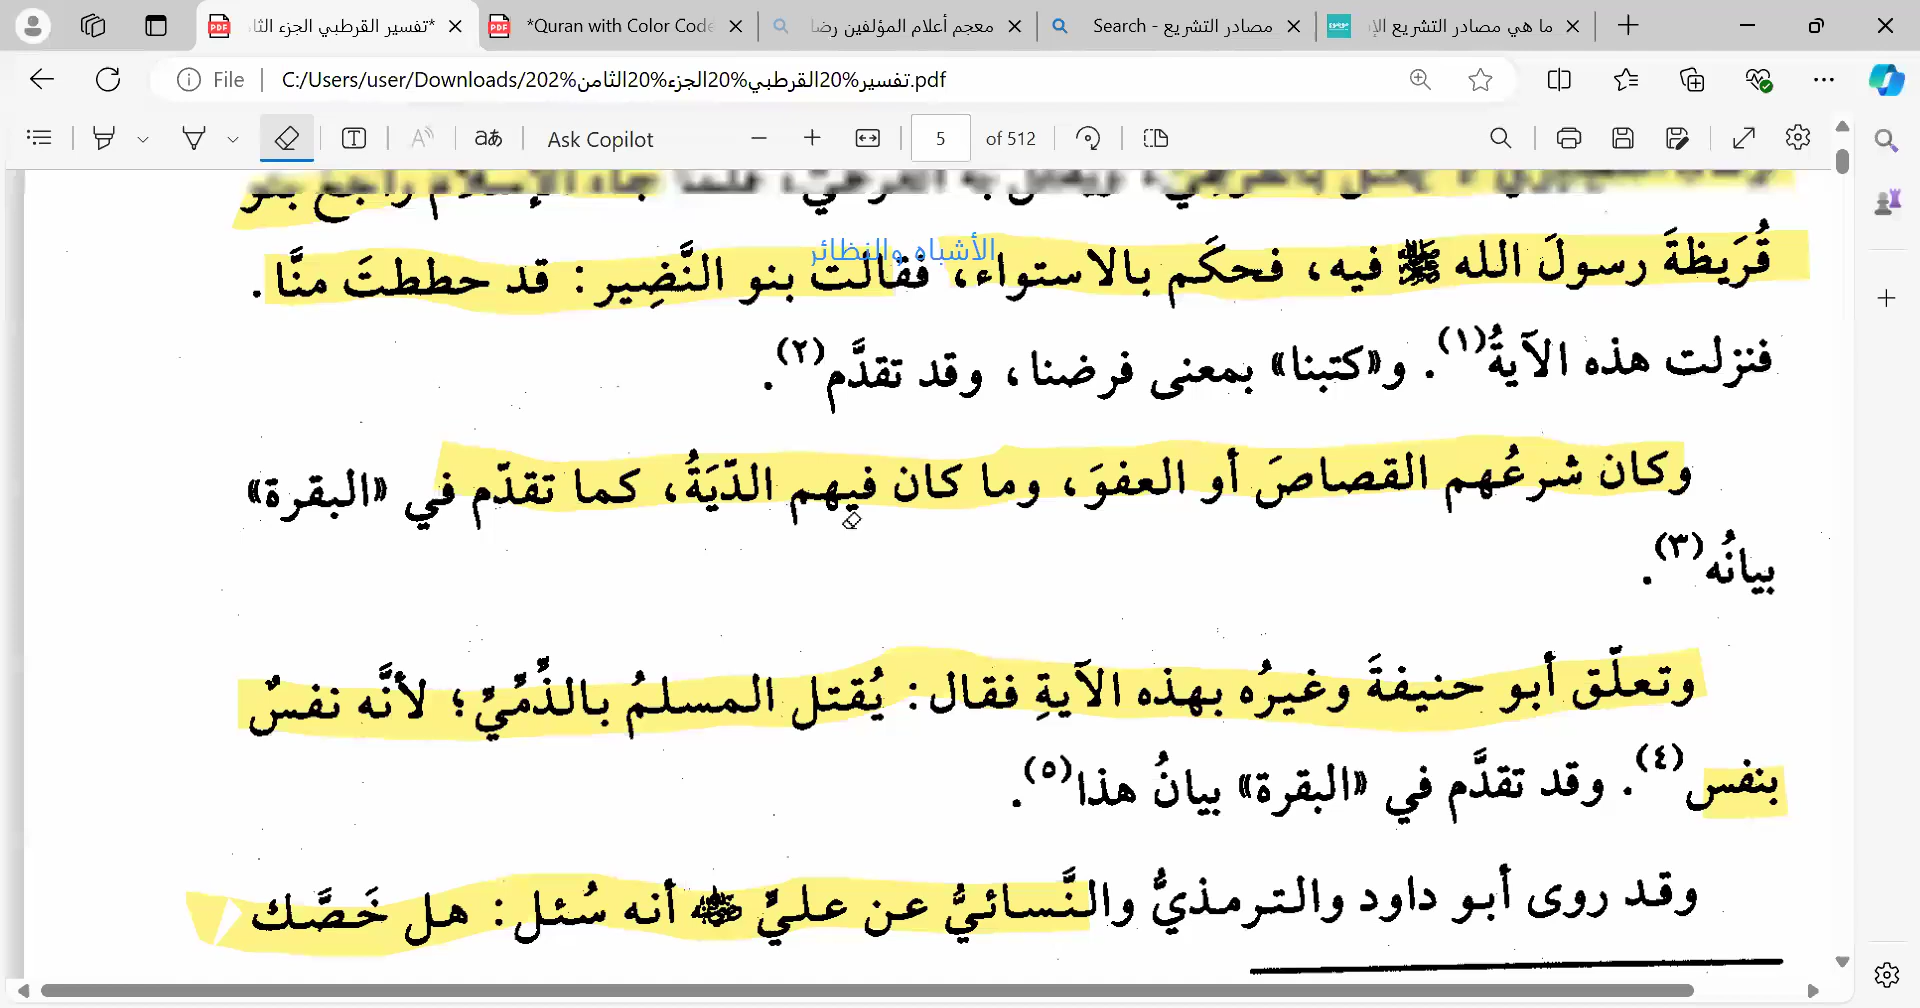 *تفسير القرطبي الجزء الثا
*Quran with Color Code
معجم أعلام المؤلفين رضا
مصادر التشريع - Search
ما هي مصادر التشريع الإ
File
C:/Users/user/Downloads/202%تفسير%20القرطبي%20الجزء%20الثامن.pdf
Ask Copilot
5 of 512
جاء الإسلام راجع بنو
الأشباه والنظائر
قُرَيظةَ رسولَ الله ﷺ فيه، فحكَم بالاستواء، فقالت بنو النَّضِير: قد حططتَ منَّا.
فنزلت هذه الآيةُ(١). و«كتبنا» بمعنى فرضنا، وقد تقدَّم(٢).
وكان شرعُهم القصاصَ أو العفوَ، وما كان فيهم الدّيَةُ، كما تقدّم في «البقرة»
بيانُه(٣).
وتعلّق أبو حنيفةَ وغيرُه بهذه الآيةِ فقال: يُقتل المسلمُ بالذِّمِّيِّ؛ لأنَّه نفسٌ
بنفس(٤). وقد تقدَّم في «البقرة» بيانُ هذا(٥).
وقد روى أبو داود والترمذيُّ والنَّسائيُّ عن عليٍّ ﷺ أنه سُئل: هل خَصَّك